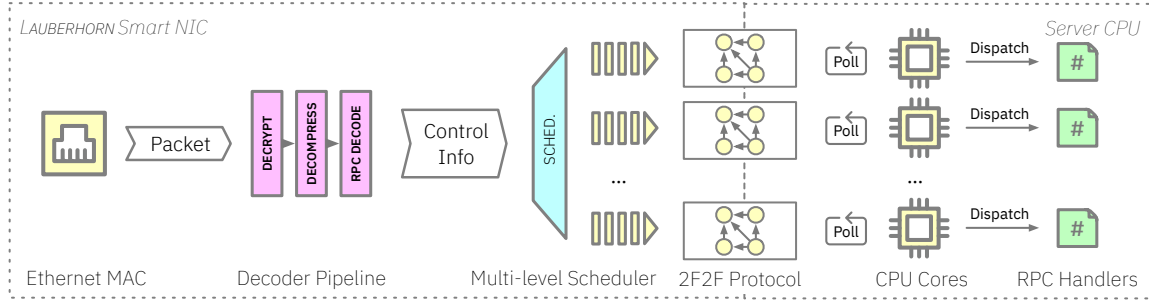 LAUBERHORN Smart NIC
Server CPU
Packet
DECRYPT
DECOMPRESS
RPC DECODE
Control
Info
SCHED.
...
Poll
Dispatch
#
Poll
Dispatch
#
...
Poll
Dispatch
#
Ethernet MAC
Decoder Pipeline
Multi-level Scheduler
2F2F Protocol
CPU Cores
RPC Handlers